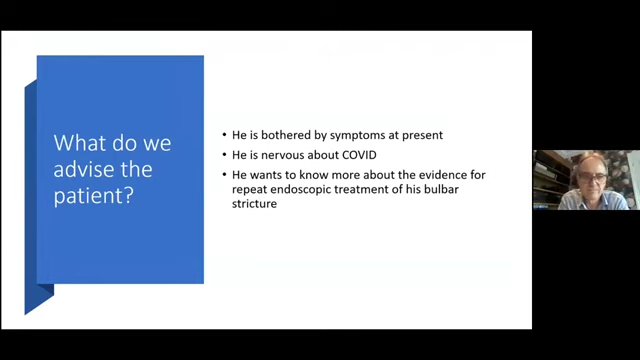 What do we
advise the
patient?
• He is bothered by symptoms at present
• He is nervous about COVID
• He wants to know more about the evidence for
repeat endoscopic treatment of his bulbar
stricture